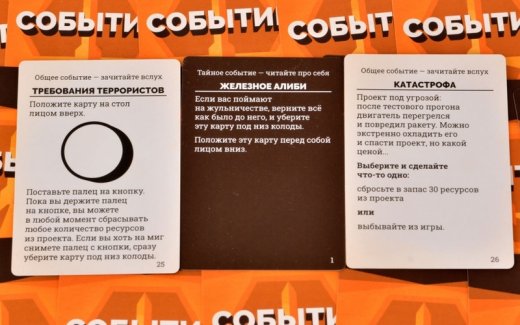 СОБЫТИ
СОБЫТИ
Общее событие — зачитайте вслух
ТРЕБОВАНИЯ ТЕРРОРИСТОВ
Положите карту на стол
лицом вверх.
Поставьте палец на кнопку.
Пока вы держите палец
на кнопке, вы можете
в любой момент сбрасывать
любое количество ресурсов
из проекта. Если вы хоть на миг
снимете палец с кнопки, сразу
уберите карту под низ колоды.
25
Тайное событие — читайте про себя
ЖЕЛЕЗНОЕ АЛИБИ
Если вас поймают
на жульничестве, верните всё
как было до него, и уберите
эту карту под низ колоды.
Положите эту карту перед собой
лицом вниз.
1
Общее событие — зачитайте вслух
КАТАСТРОФА
Проект под угрозой:
после тестового прогона
двигатель перегрелся
и повредил ракету. Можно
экстренно охладить его
и спасти проект, но какой
ценой...
Выберите и сделайте
что-то одно:
сбросьте в запас 30 ресурсов
из проекта
или
выбывайте из игры.
26
СОБЫТИ
СОБЫТИ